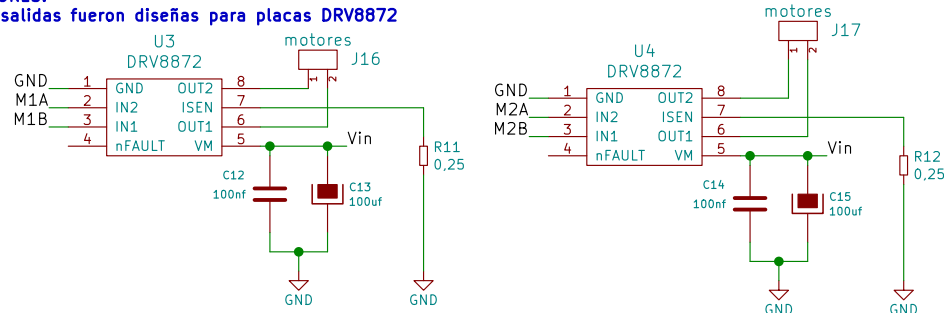 salidas fueron diseñas para placas DRV8872
U3
DRV8872
motores
J16
1 2
GND 1 GND OUT2 8
M1A 2 IN2 ISEN 7
M1B 3 IN1 OUT1 6
4 nFAULT VM 5 Vin
C12
100nf
C13
100uf
R11
0,25
GND
GND
U4
DRV8872
motores
J17
1 2
GND 1 GND OUT2 8
M2A 2 IN2 ISEN 7
M2B 3 IN1 OUT1 6
4 nFAULT VM 5 Vin
C14
100nf
C15
100uf
R12
0,25
GND
GND